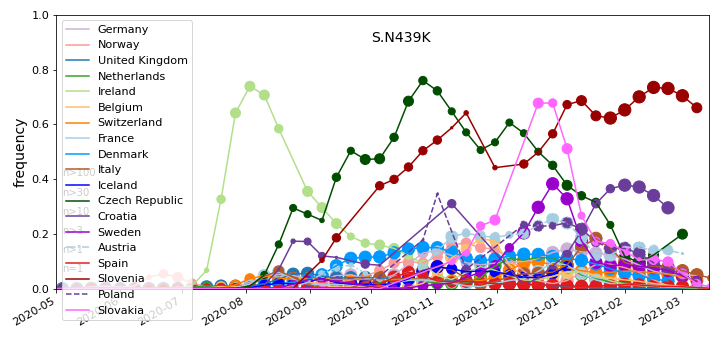 S.N439K
frequency
1.0
0.8
0.6
0.4
0.2
0.0
Germany
Norway
United Kingdom
Netherlands
Ireland
Belgium
Switzerland
France
Denmark
Italy
Iceland
Czech Republic
Croatia
Sweden
Austria
Spain
Slovenia
Poland
Slovakia
n>100
n>30
n>10
n>3
n>1
n=1
2020-05
2020-06
2020-07
2020-08
2020-09
2020-10
2020-11
2020-12
2021-01
2021-02
2021-03